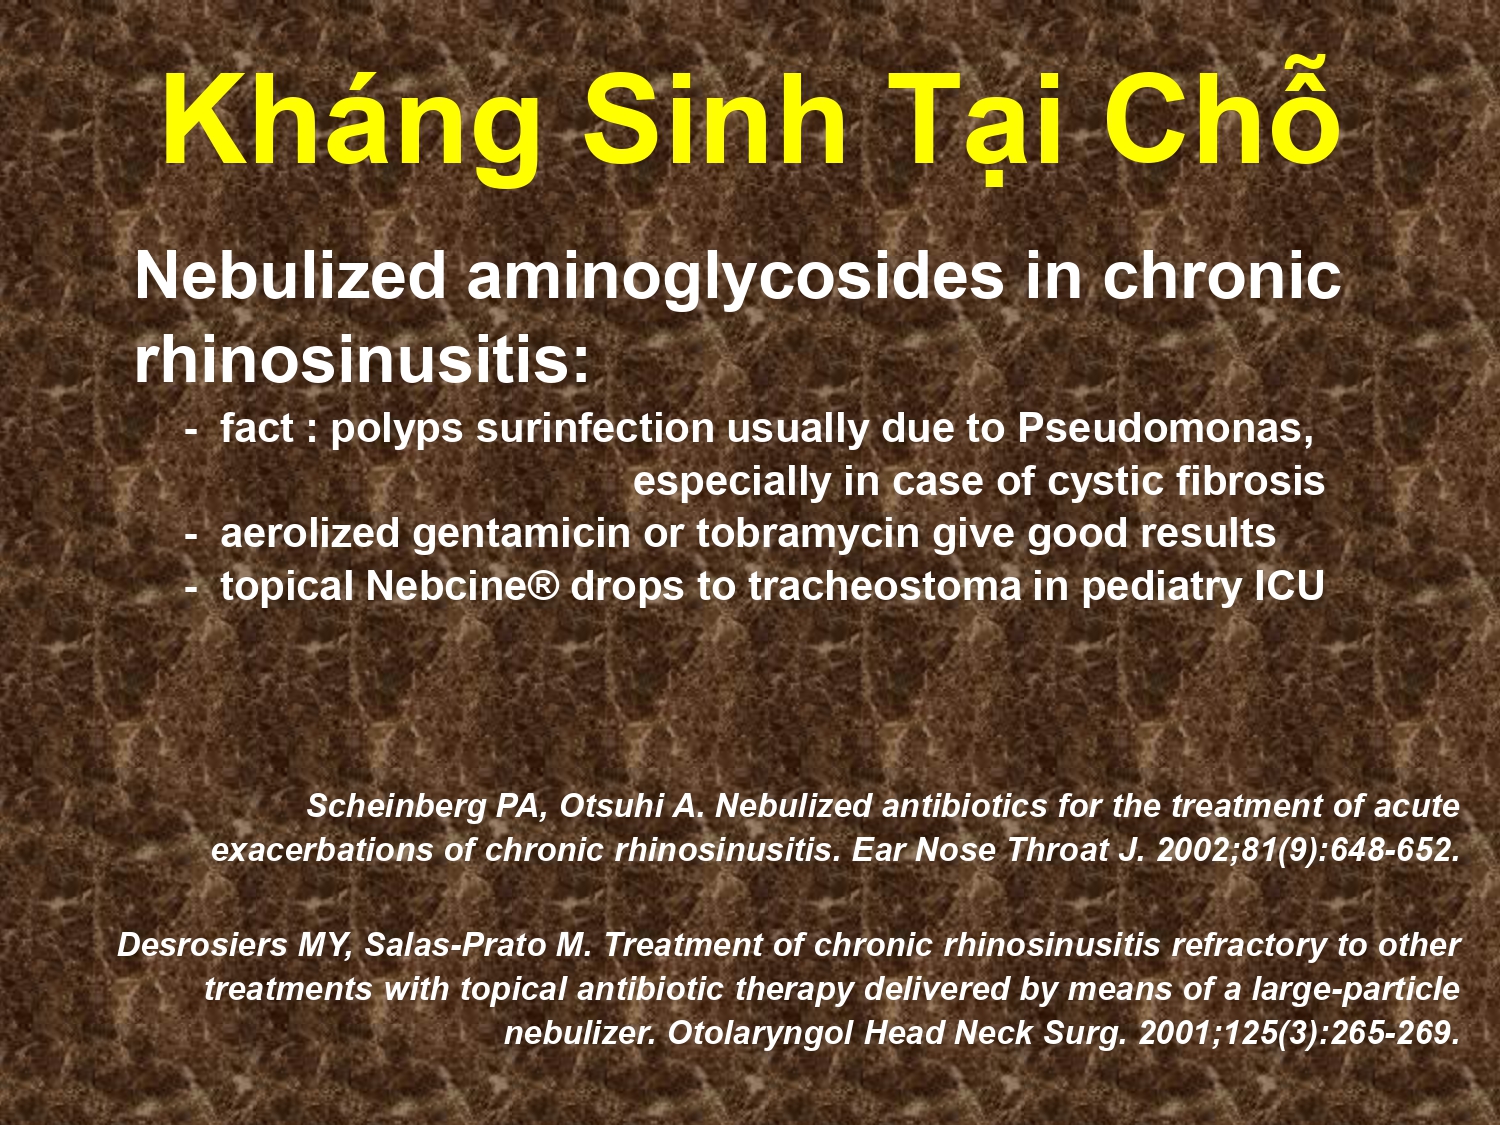 Kháng Sinh Tại Chỗ
Nebulized aminoglycosides in chronic
rhinosinusitis:
- fact : polyps surinfection usually due to Pseudomonas,
especially in case of cystic fibrosis
- aerolized gentamicin or tobramycin give good results
- topical Nebcine® drops to tracheostoma in pediatry ICU
Scheinberg PA, Otsuhi A. Nebulized antibiotics for the treatment of acute
exacerbations of chronic rhinosinusitis. Ear Nose Throat J. 2002;81(9):648-652.
Desrosiers MY, Salas-Prato M. Treatment of chronic rhinosinusitis refractory to other
treatments with topical antibiotic therapy delivered by means of a large-particle
nebulizer. Otolaryngol Head Neck Surg. 2001;125(3):265-269.